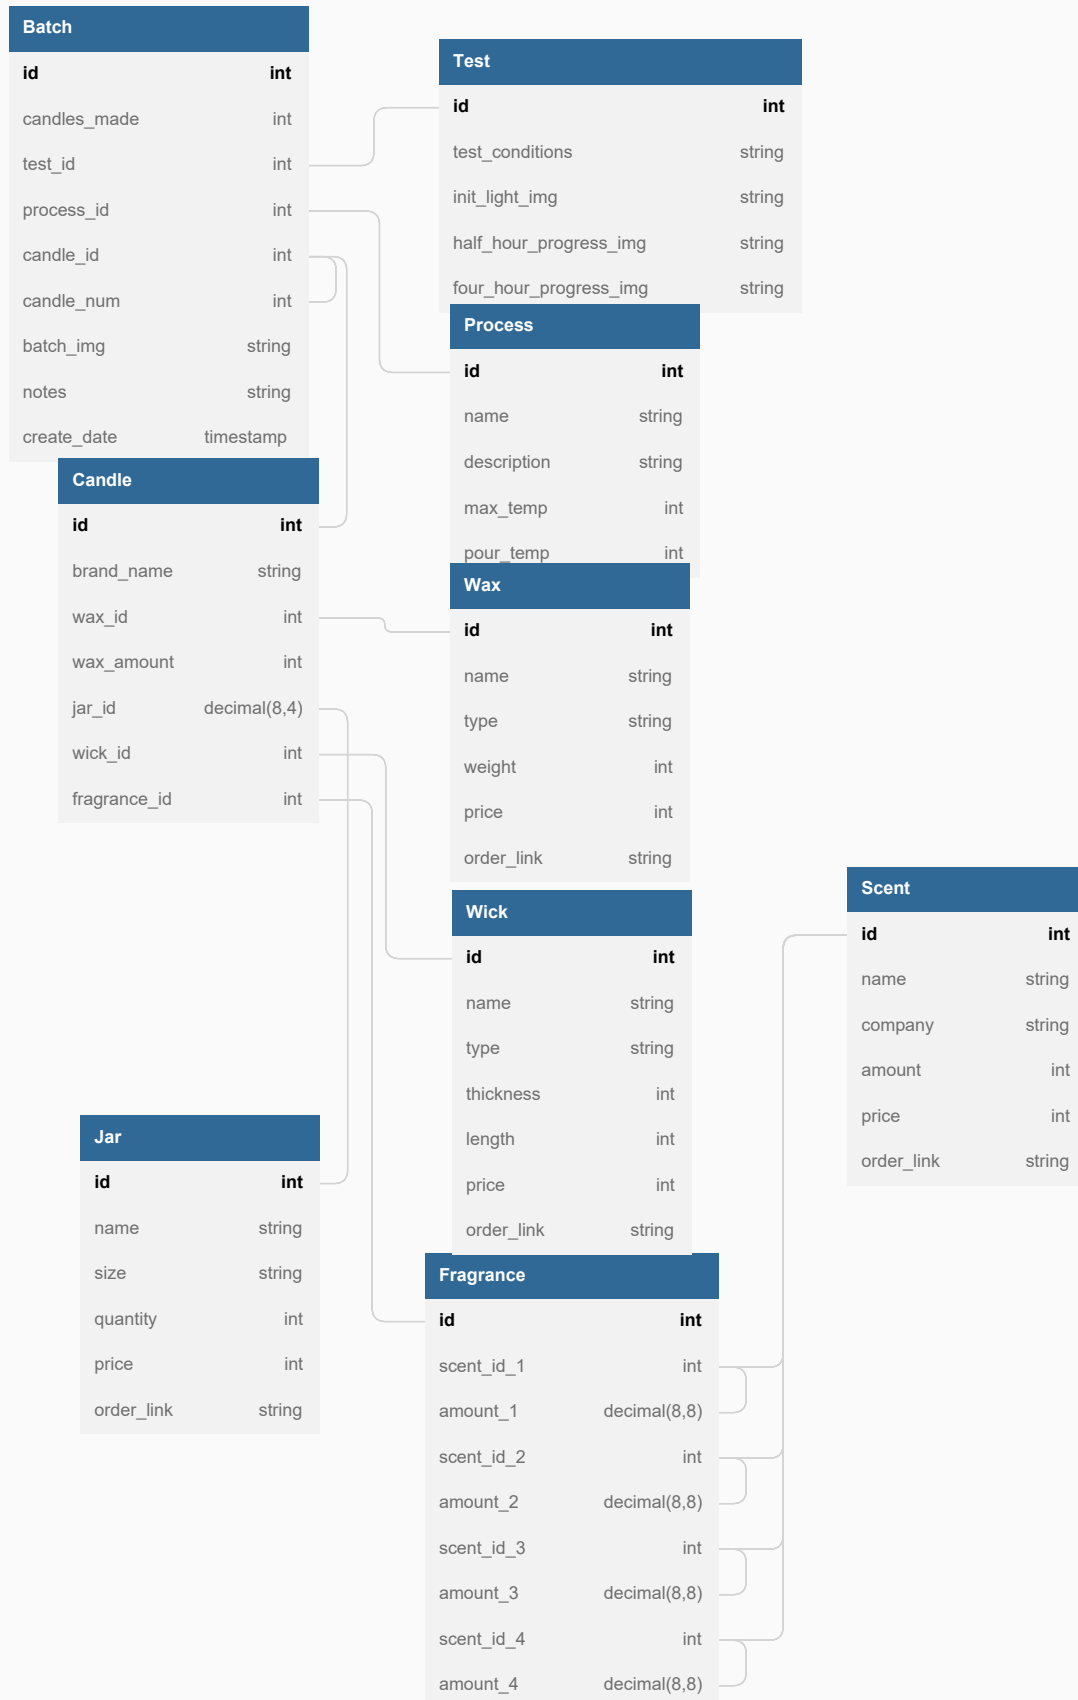 Batch
id int
candles_made int
test_id int
process_id int
candle_id int
candle_num int
batch_img string
notes string
create_date timestamp
Test
id int
test_conditions string
init_light_img string
half_hour_progress_img string
four_hour_progress_img string
Process
id int
name string
description string
max_temp int
pour_temp int
Candle
id int
brand_name string
wax_id int
wax_amount int
jar_id decimal(8,4)
wick_id int
fragrance_id int
Wax
id int
name string
type string
weight int
price int
order_link string
Wick
id int
name string
type string
thickness int
length int
price int
order_link string
Scent
id int
name string
company string
amount int
price int
order_link string
Jar
id int
name string
size string
quantity int
price int
order_link string
Fragrance
id int
scent_id_1 int
amount_1 decimal(8,8)
scent_id_2 int
amount_2 decimal(8,8)
scent_id_3 int
amount_3 decimal(8,8)
scent_id_4 int
amount_4 decimal(8,8)